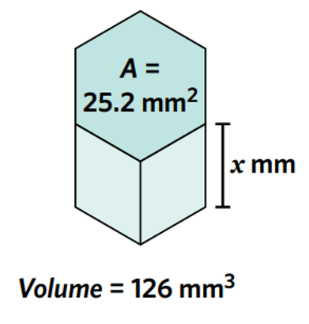 A =
25.2 mm²
x mm
Volume = 126 mm³